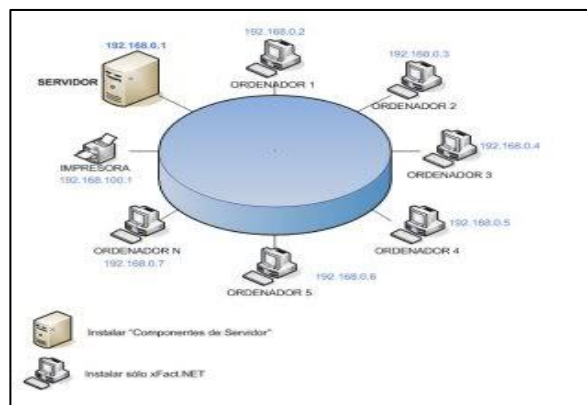 192.168.0.1
SERVIDOR
192.168.0.2
ORDENADOR 1
192.168.0.3
ORDENADOR 2
192.168.0.4
ORDENADOR 3
192.168.0.5
ORDENADOR 4
192.168.0.6
ORDENADOR 5
ORDENADOR N
192.168.0.7
IMPRESORA
192.168.100.1
Instalar "Componentes de Servidor"
Instalar sólo xFact.NET